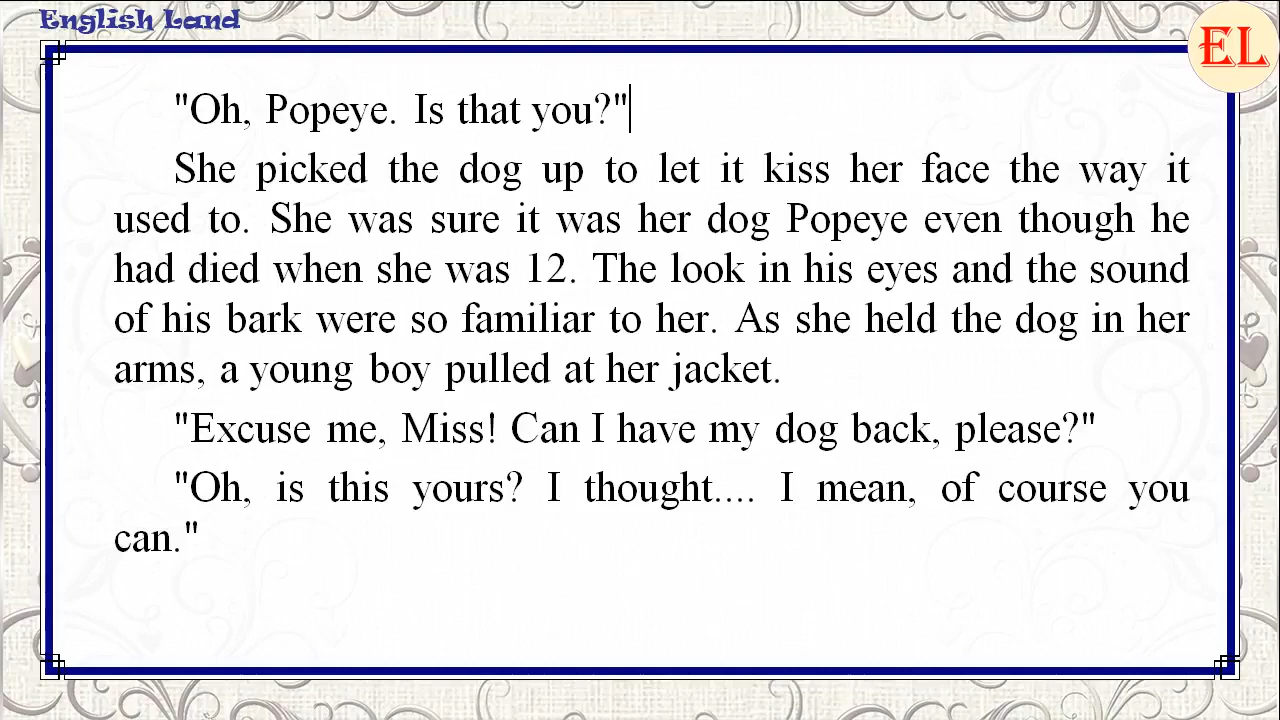 English Land
EL
"Oh, Popeye. Is that you?"
She picked the dog up to let it kiss her face the way it
used to. She was sure it was her dog Popeye even though he
had died when she was 12. The look in his eyes and the sound
of his bark were so familiar to her. As she held the dog in her
arms, a young boy pulled at her jacket.
"Excuse me, Miss! Can I have my dog back, please?"
"Oh, is this yours? I thought.... I mean, of course you
can."